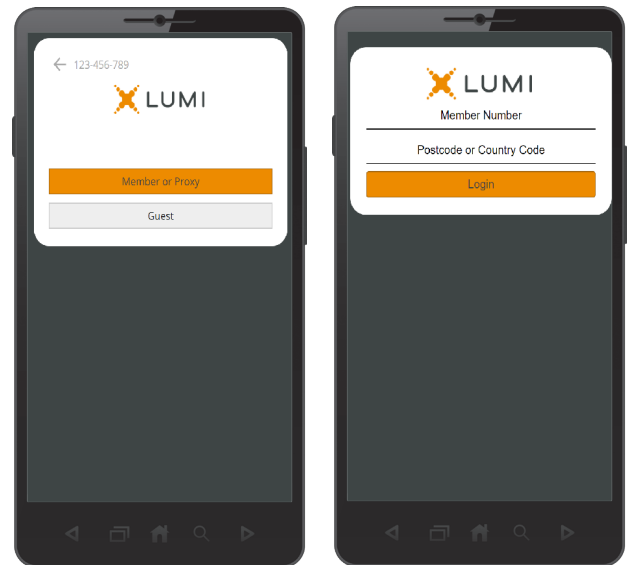 123-456-789
LUMI
Member or Proxy
Guest
LUMI
Member Number
Postcode or Country Code
Login